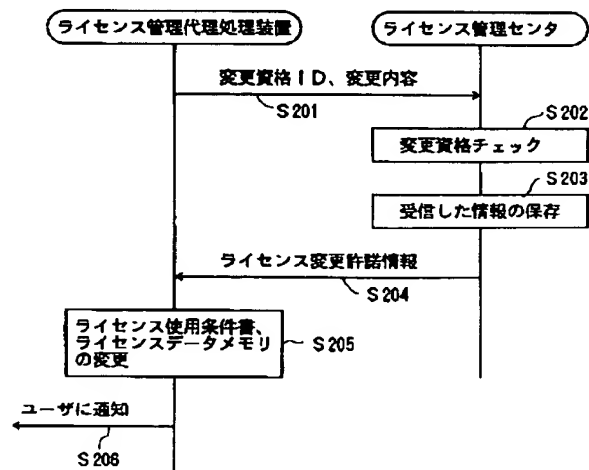 ライセンス管理代理処理装置
ライセンス管理センタ
変更資格ID、変更内容
S201
S202
変更資格チェック
S203
受信した情報の保存
ライセンス変更許諾情報
S204
ライセンス使用条件書、
ライセンスデータメモリ
の変更
S205
ユーザに通知
S206